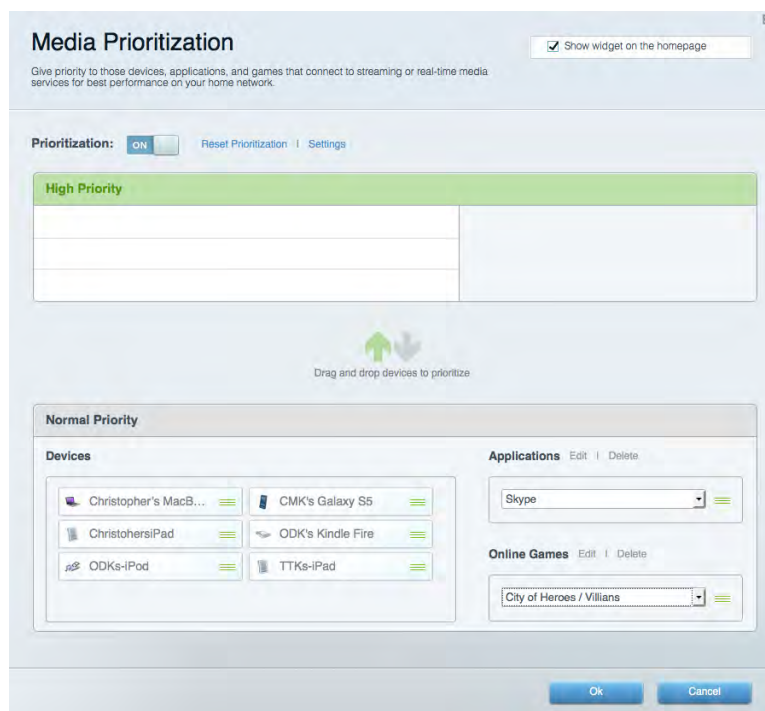 Media Prioritization
Show widget on the homepage
Give priority to those devices, applications, and games that connect to streaming or real-time media
services for best performance on your home network.
Prioritization: ON Reset Prioritization | Settings
High Priority
Drag and drop devices to prioritize
Normal Priority
Devices
Christopher's MacB...
CMK's Galaxy S5
ChristohersiPad
ODK's Kindle Fire
ODKs-iPod
TTKs-iPad
Applications Edit | Delete
Skype
Online Games Edit | Delete
City of Heroes / Villians
Ok
Cancel